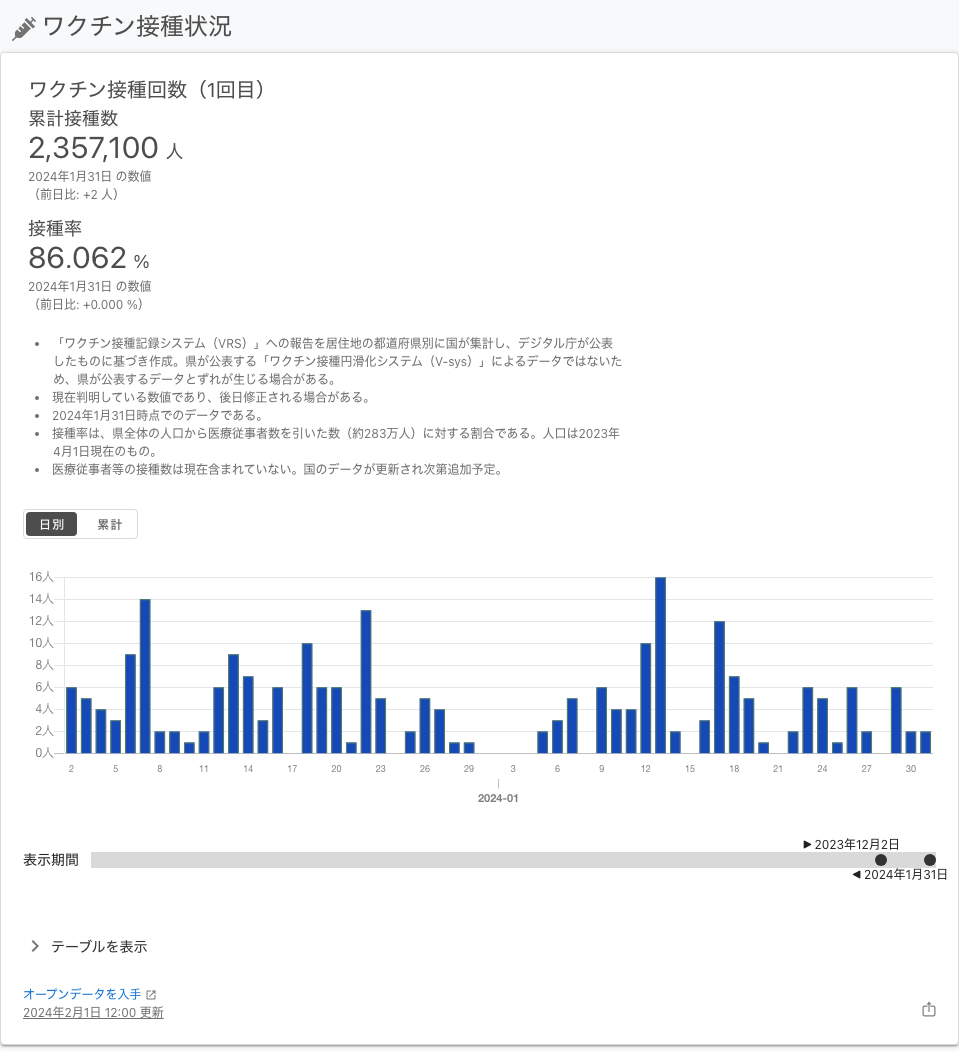 ワクチン接種状況
ワクチン接種回数（1回目）
累計接種数
2,357,100 人
2024年1月31日 の数値
（前日比: +2 人）
接種率
86.062 %
2024年1月31日 の数値
（前日比: +0.000 %）
• 「ワクチン接種記録システム（VRS）」への報告を居住地の都道府県別に国が集計し、デジタル庁が公表
したものに基づき作成。県が公表する「ワクチン接種円滑化システム（V-sys）」によるデータではないた
め、県が公表するデータとずれが生じる場合がある。
• 現在判明している数値であり、後日修正される場合がある。
• 2024年1月31日時点でのデータである。
• 接種率は、県全体の人口から医療従事者数を引いた数（約283万人）に対する割合である。人口は2023年
4月1日現在のもの。
• 医療従事者等の接種数は現在含まれていない。国のデータが更新され次第追加予定。
日別 累計
16人
14人
12人
10人
8人
6人
4人
2人
0人
2 5 8 11 14 17 20 23 26 29 3 6 9 12 15 18 21 24 27 30
2024-01
▶ 2023年12月2日
表示期間
◀ 2024年1月31日
テーブルを表示
オープンデータを入手
2024年2月1日 12:00 更新